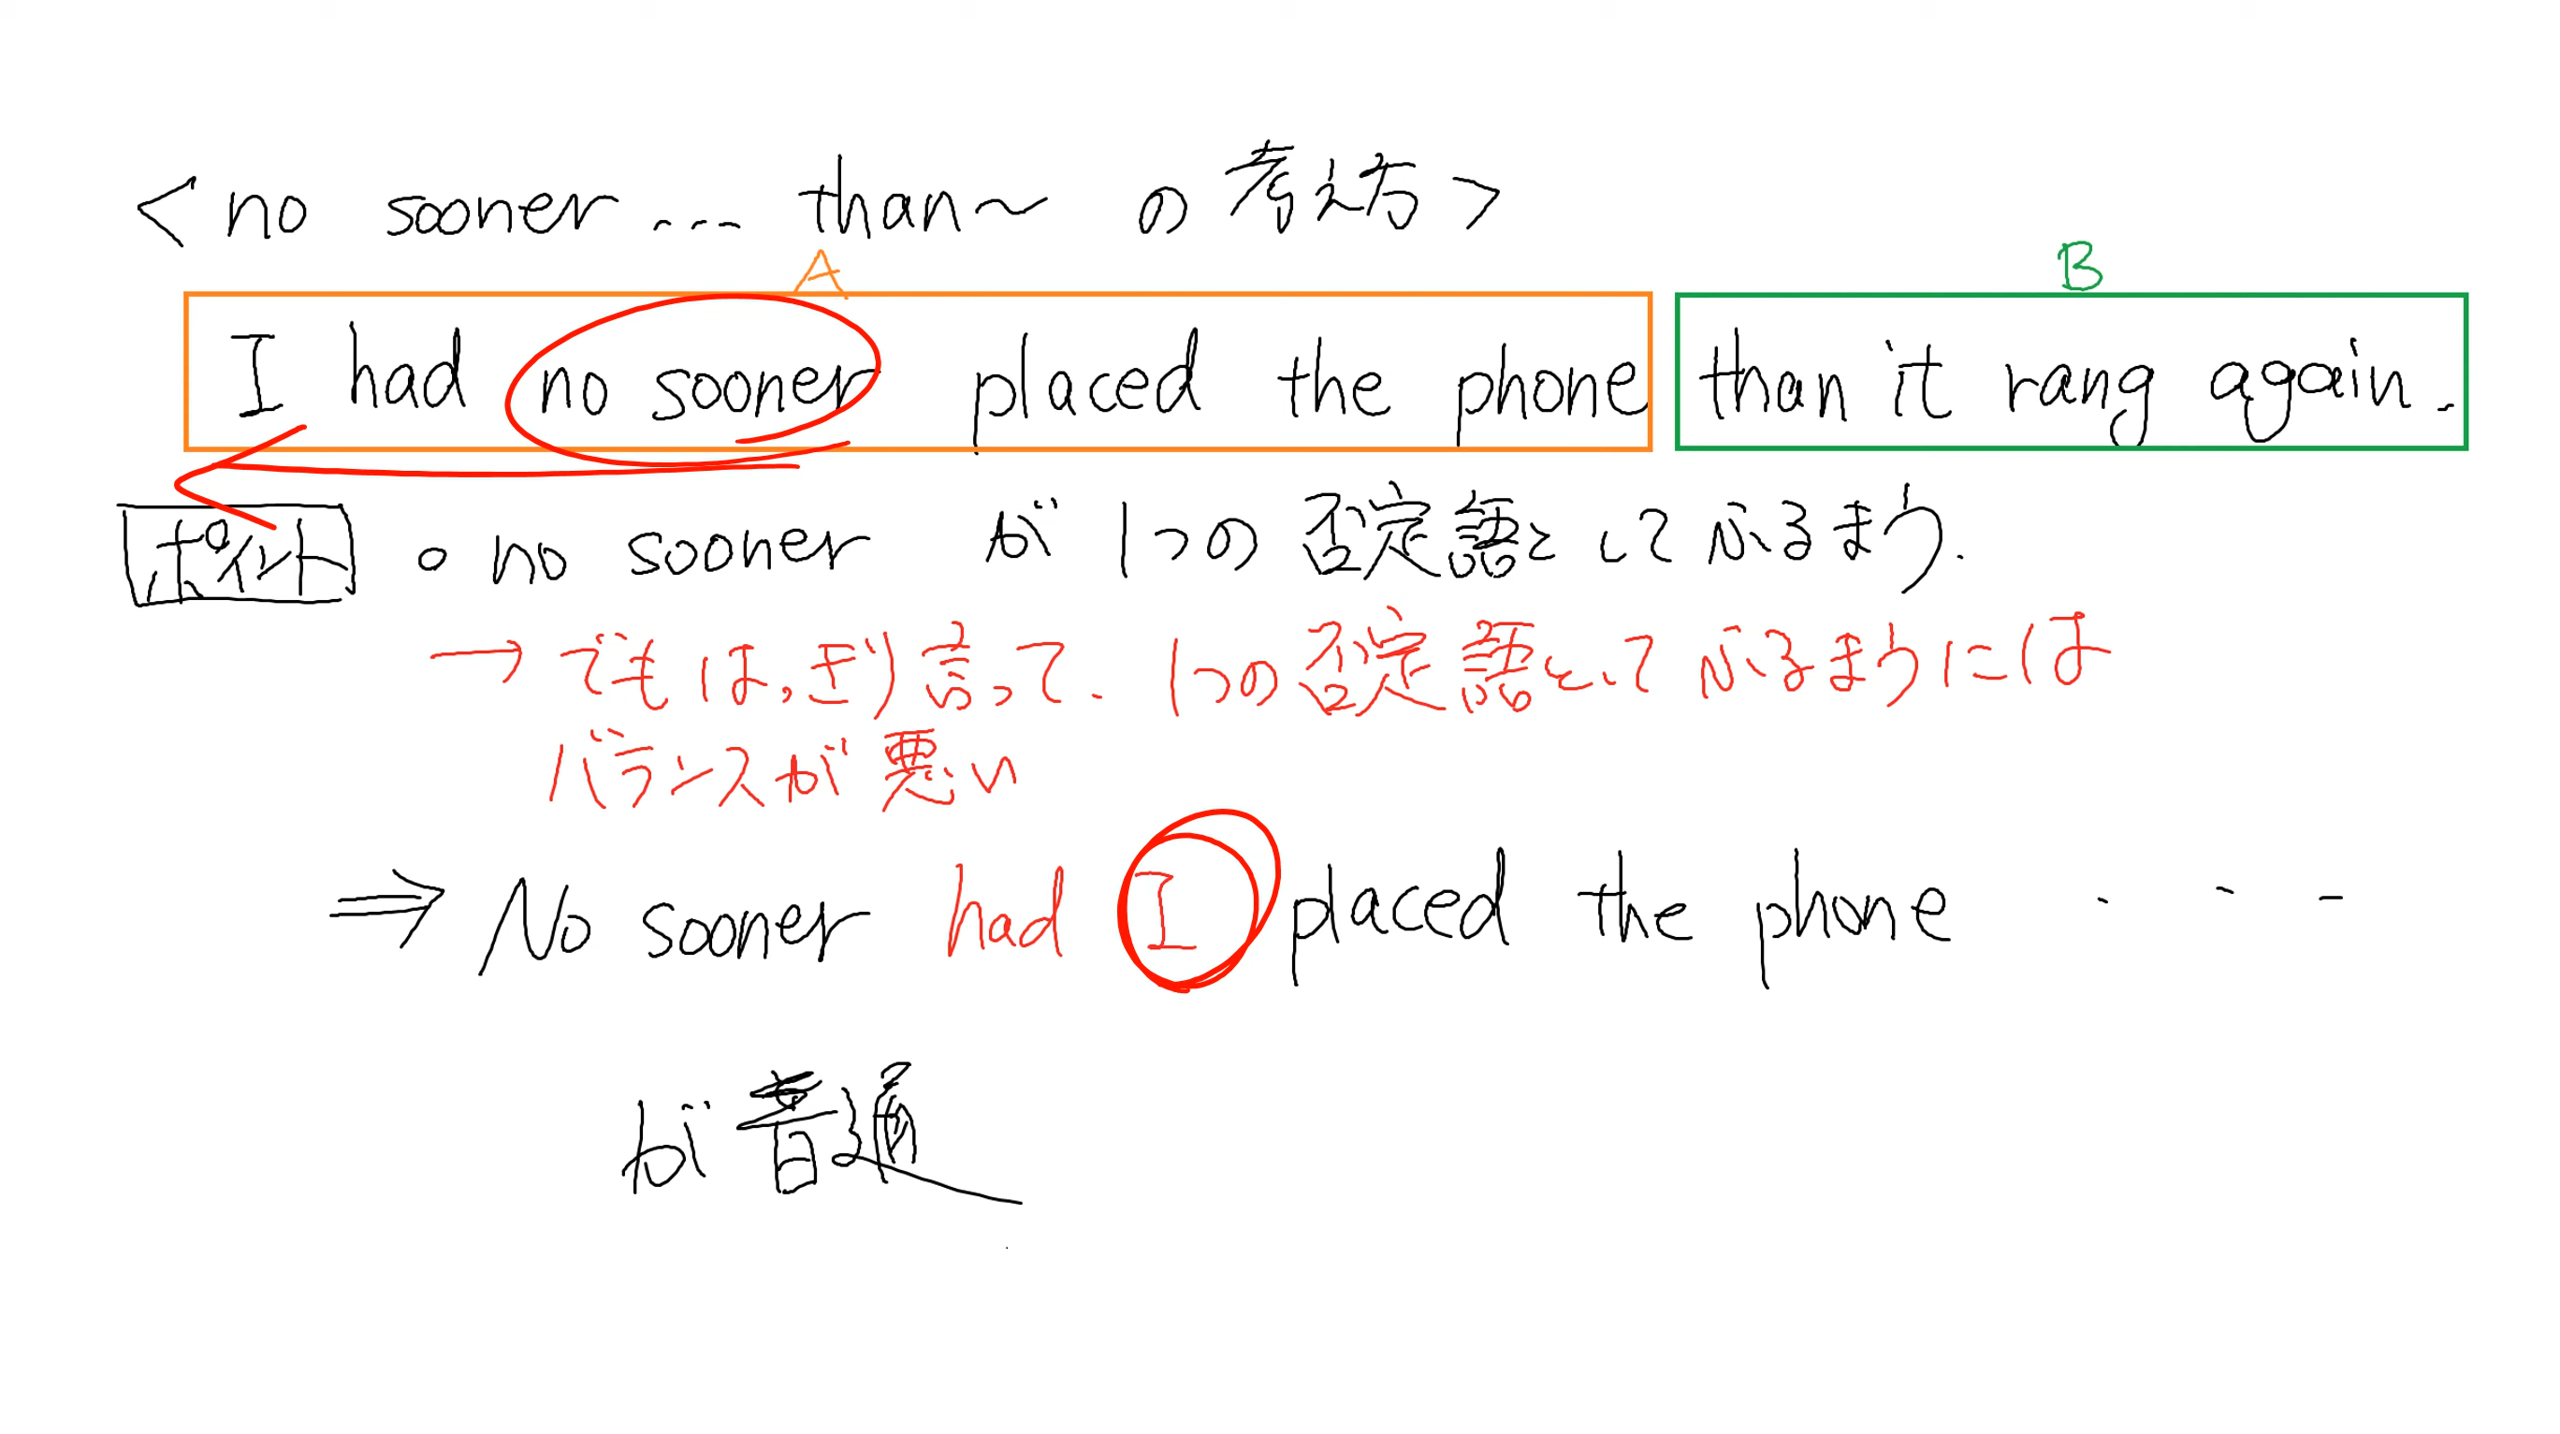 <no sooner... than～ の考え方>
A
B
I had no sooner placed the phone than it rang again.
ポイント 。no sooner が 1つの否定語としてふるまう.
→でもはっきり言って. 1つの否定語としてふるまうには
バランスが悪い
⇒ No sooner had I placed the phone ...
が普通